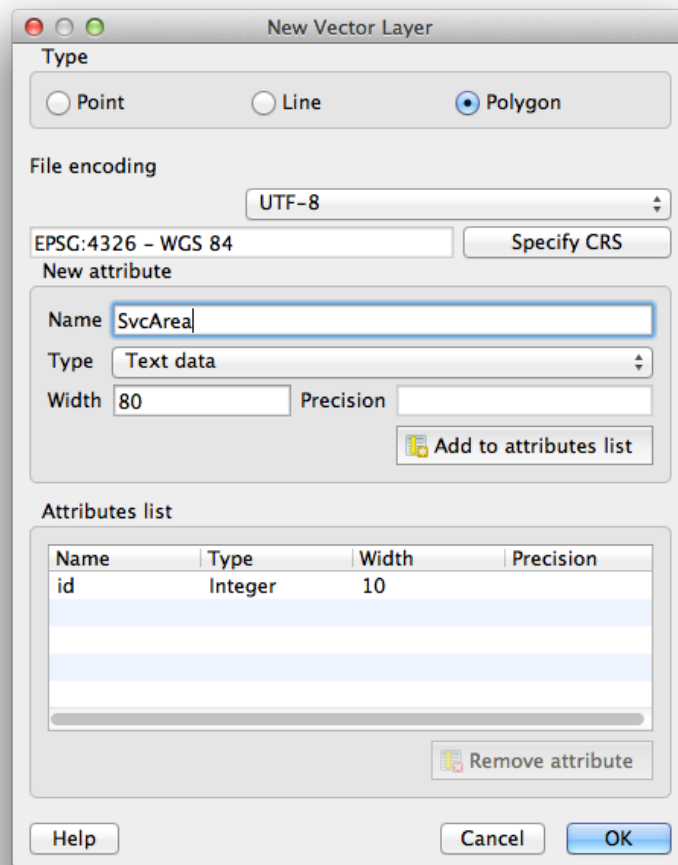 New Vector Layer
Type
Point Line Polygon
File encoding
UTF-8
EPSG:4326 - WGS 84 Specify CRS
New attribute
Name SvcArea
Type Text data
Width 80 Precision
Add to attributes list
Attributes list
Name Type Width Precision
id Integer 10
Remove attribute
Help Cancel OK